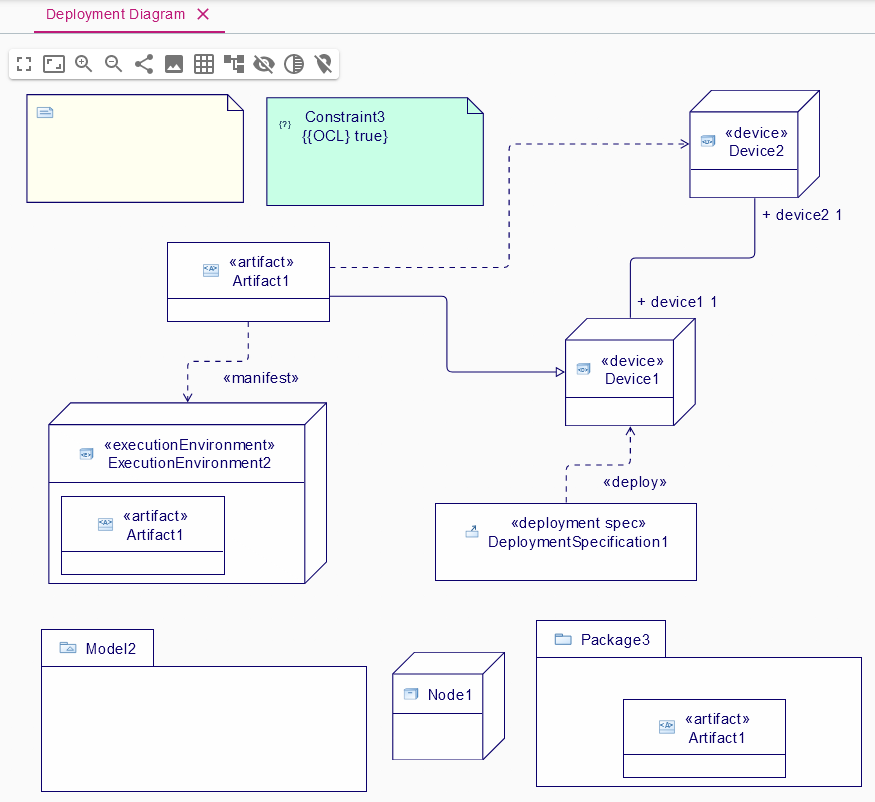 Deployment Diagram
{?}
Constraint3
{{OCL} true}
«device»
Device2
+ device2 1
«artifact»
Artifact1
+ device1 1
«device»
Device1
«manifest»
«executionEnvironment»
ExecutionEnvironment2
«artifact»
Artifact1
«deploy»
«deployment spec»
DeploymentSpecification1
Model2
Node1
Package3
«artifact»
Artifact1